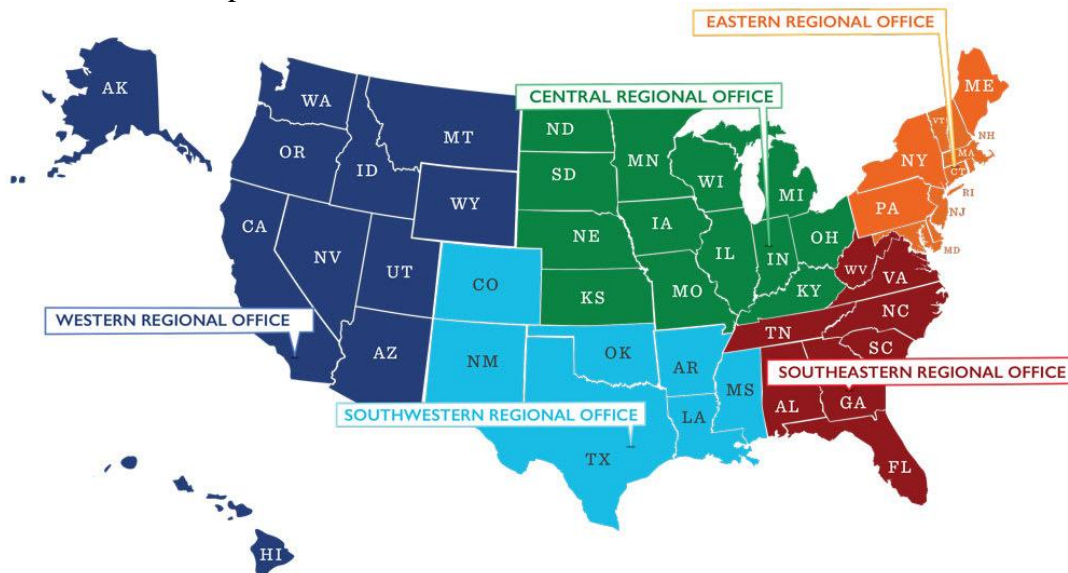 EASTERN REGIONAL OFFICE
CENTRAL REGIONAL OFFICE
AK
WA
MT
ND
MN
ME
VT
NH
OR
ID
SD
WI
MI
NY
MA
CT
RI
WY
IA
PA
NJ
CA
NV
UT
CO
NE
IL
IN
OH
MD
KS
MO
KY
WV
VA
WESTERN REGIONAL OFFICE
AZ
NM
OK
AR
TN
NC
SC
SOUTHEASTERN REGIONAL OFFICE
SOUTHWESTERN REGIONAL OFFICE
TX
LA
MS
AL
GA
FL
HI